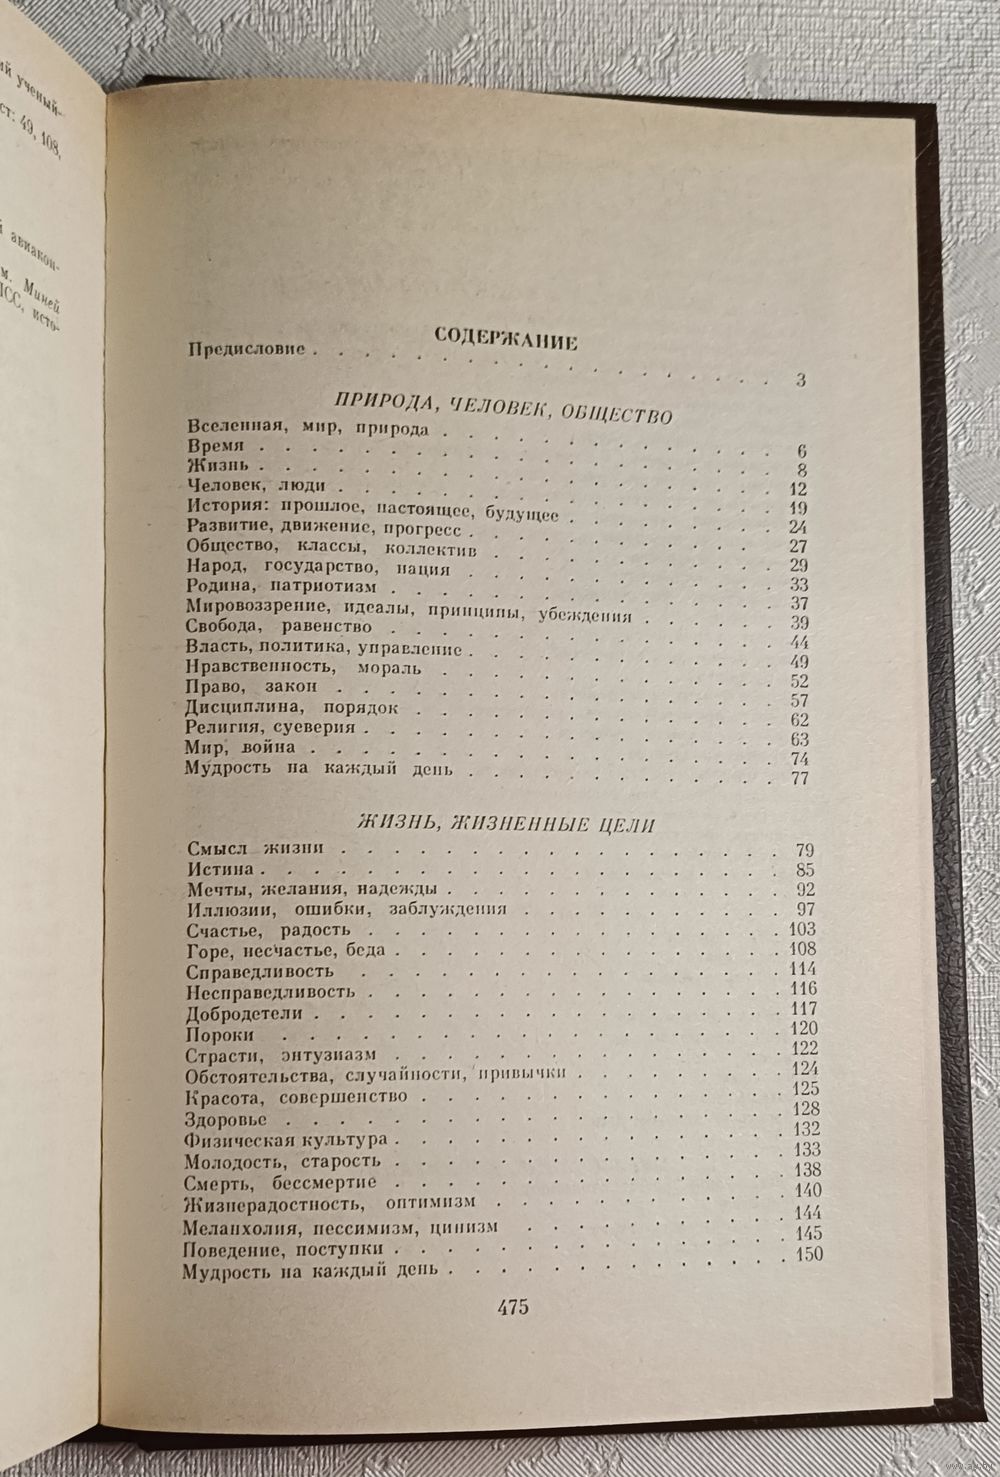 ученый-
49, 108,
авиакон-
м. Миней
исто-
СОДЕРЖАНИЕ
Предисловие . . . . . . . . . . . . . . . . . . 3
ПРИРОДА, ЧЕЛОВЕК, ОБЩЕСТВО
Вселенная, мир, природа . . . . . . . . . . . . . 6
Время . . . . . . . . . . . . . . . . . . . . 8
Жизнь . . . . . . . . . . . . . . . . . . . . 12
Человек, люди . . . . . . . . . . . . . . . . . 19
История: прошлое, настоящее, будущее . . . . . . . . 24
Развитие, движение, прогресс . . . . . . . . . . . 27
Общество, классы, коллектив . . . . . . . . . . . 29
Народ, государство, нация . . . . . . . . . . . . 33
Родина, патриотизм . . . . . . . . . . . . . . . 37
Мировоззрение, идеалы, принципы, убеждения . . . . . 39
Свобода, равенство . . . . . . . . . . . . . . . 44
Власть, политика, управление . . . . . . . . . . . 49
Нравственность, мораль . . . . . . . . . . . . . 52
Право, закон . . . . . . . . . . . . . . . . . 57
Дисциплина, порядок . . . . . . . . . . . . . . 62
Религия, суеверия . . . . . . . . . . . . . . . 63
Мир, война . . . . . . . . . . . . . . . . . . 74
Мудрость на каждый день . . . . . . . . . . . . 77
ЖИЗНЬ, ЖИЗНЕННЫЕ ЦЕЛИ
Смысл жизни . . . . . . . . . . . . . . . . . 79
Истина . . . . . . . . . . . . . . . . . . . . 85
Мечты, желания, надежды . . . . . . . . . . . . . 92
Иллюзии, ошибки, заблуждения . . . . . . . . . . 97
Счастье, радость . . . . . . . . . . . . . . . . 103
Горе, несчастье, беда . . . . . . . . . . . . . . 108
Справедливость . . . . . . . . . . . . . . . . 114
Несправедливость . . . . . . . . . . . . . . . . 116
Добродетели . . . . . . . . . . . . . . . . . . 117
Пороки . . . . . . . . . . . . . . . . . . . 120
Страсти, энтузиазм . . . . . . . . . . . . . . . 122
Обстоятельства, случайности, привычки . . . . . . . . 124
Красота, совершенство . . . . . . . . . . . . . . 125
Здоровье . . . . . . . . . . . . . . . . . . . 128
Физическая культура . . . . . . . . . . . . . . . 132
Молодость, старость . . . . . . . . . . . . . . . 133
Смерть, бессмертие . . . . . . . . . . . . . . . 138
Жизнерадостность, оптимизм . . . . . . . . . . . 140
Меланхолия, пессимизм, цинизм . . . . . . . . . . 144
Поведение, поступки . . . . . . . . . . . . . . . 145
Мудрость на каждый день . . . . . . . . . . . . . 150
475